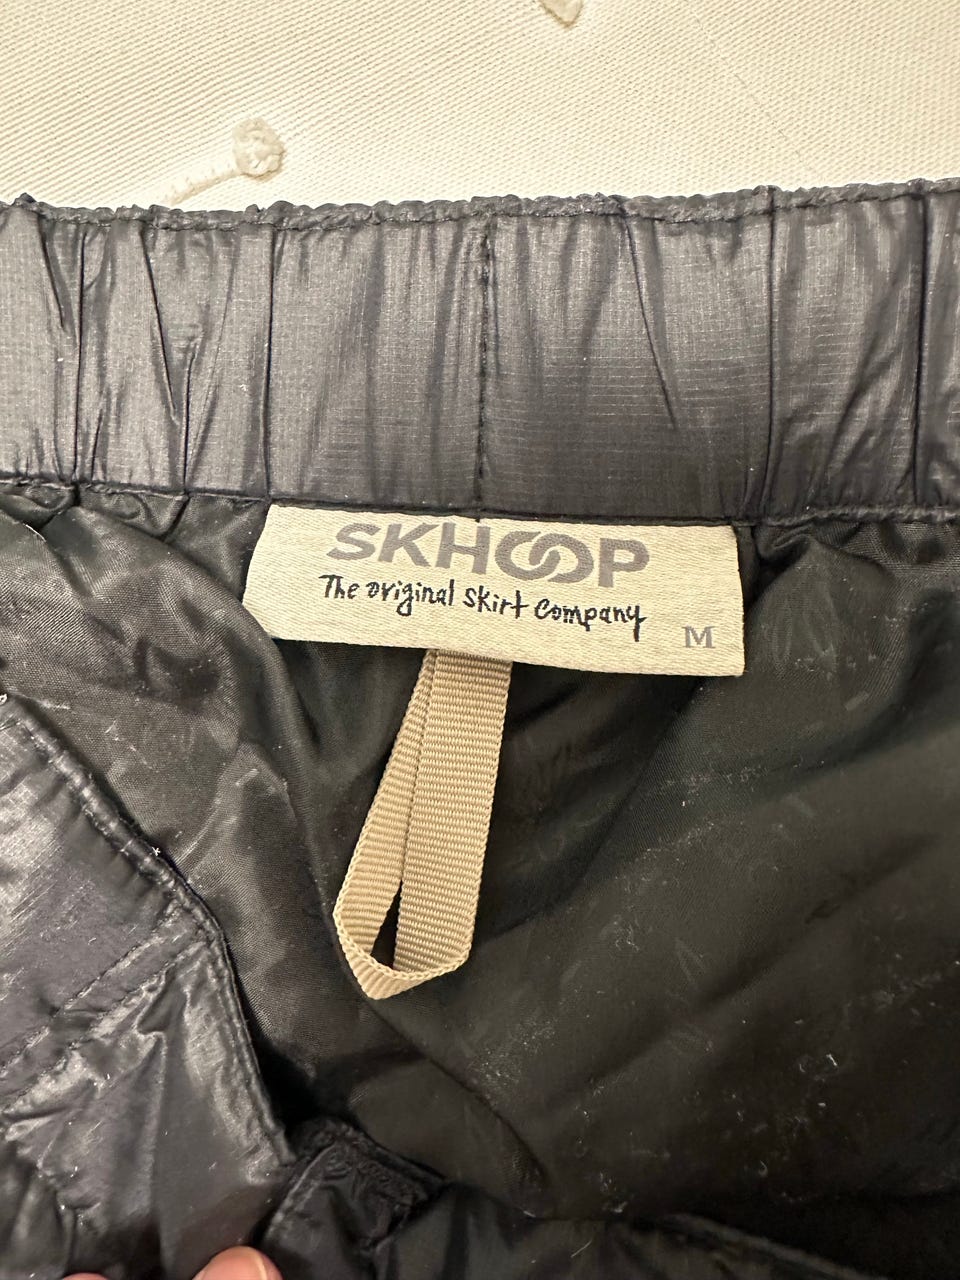 SKHOOP
The original skirt company
M